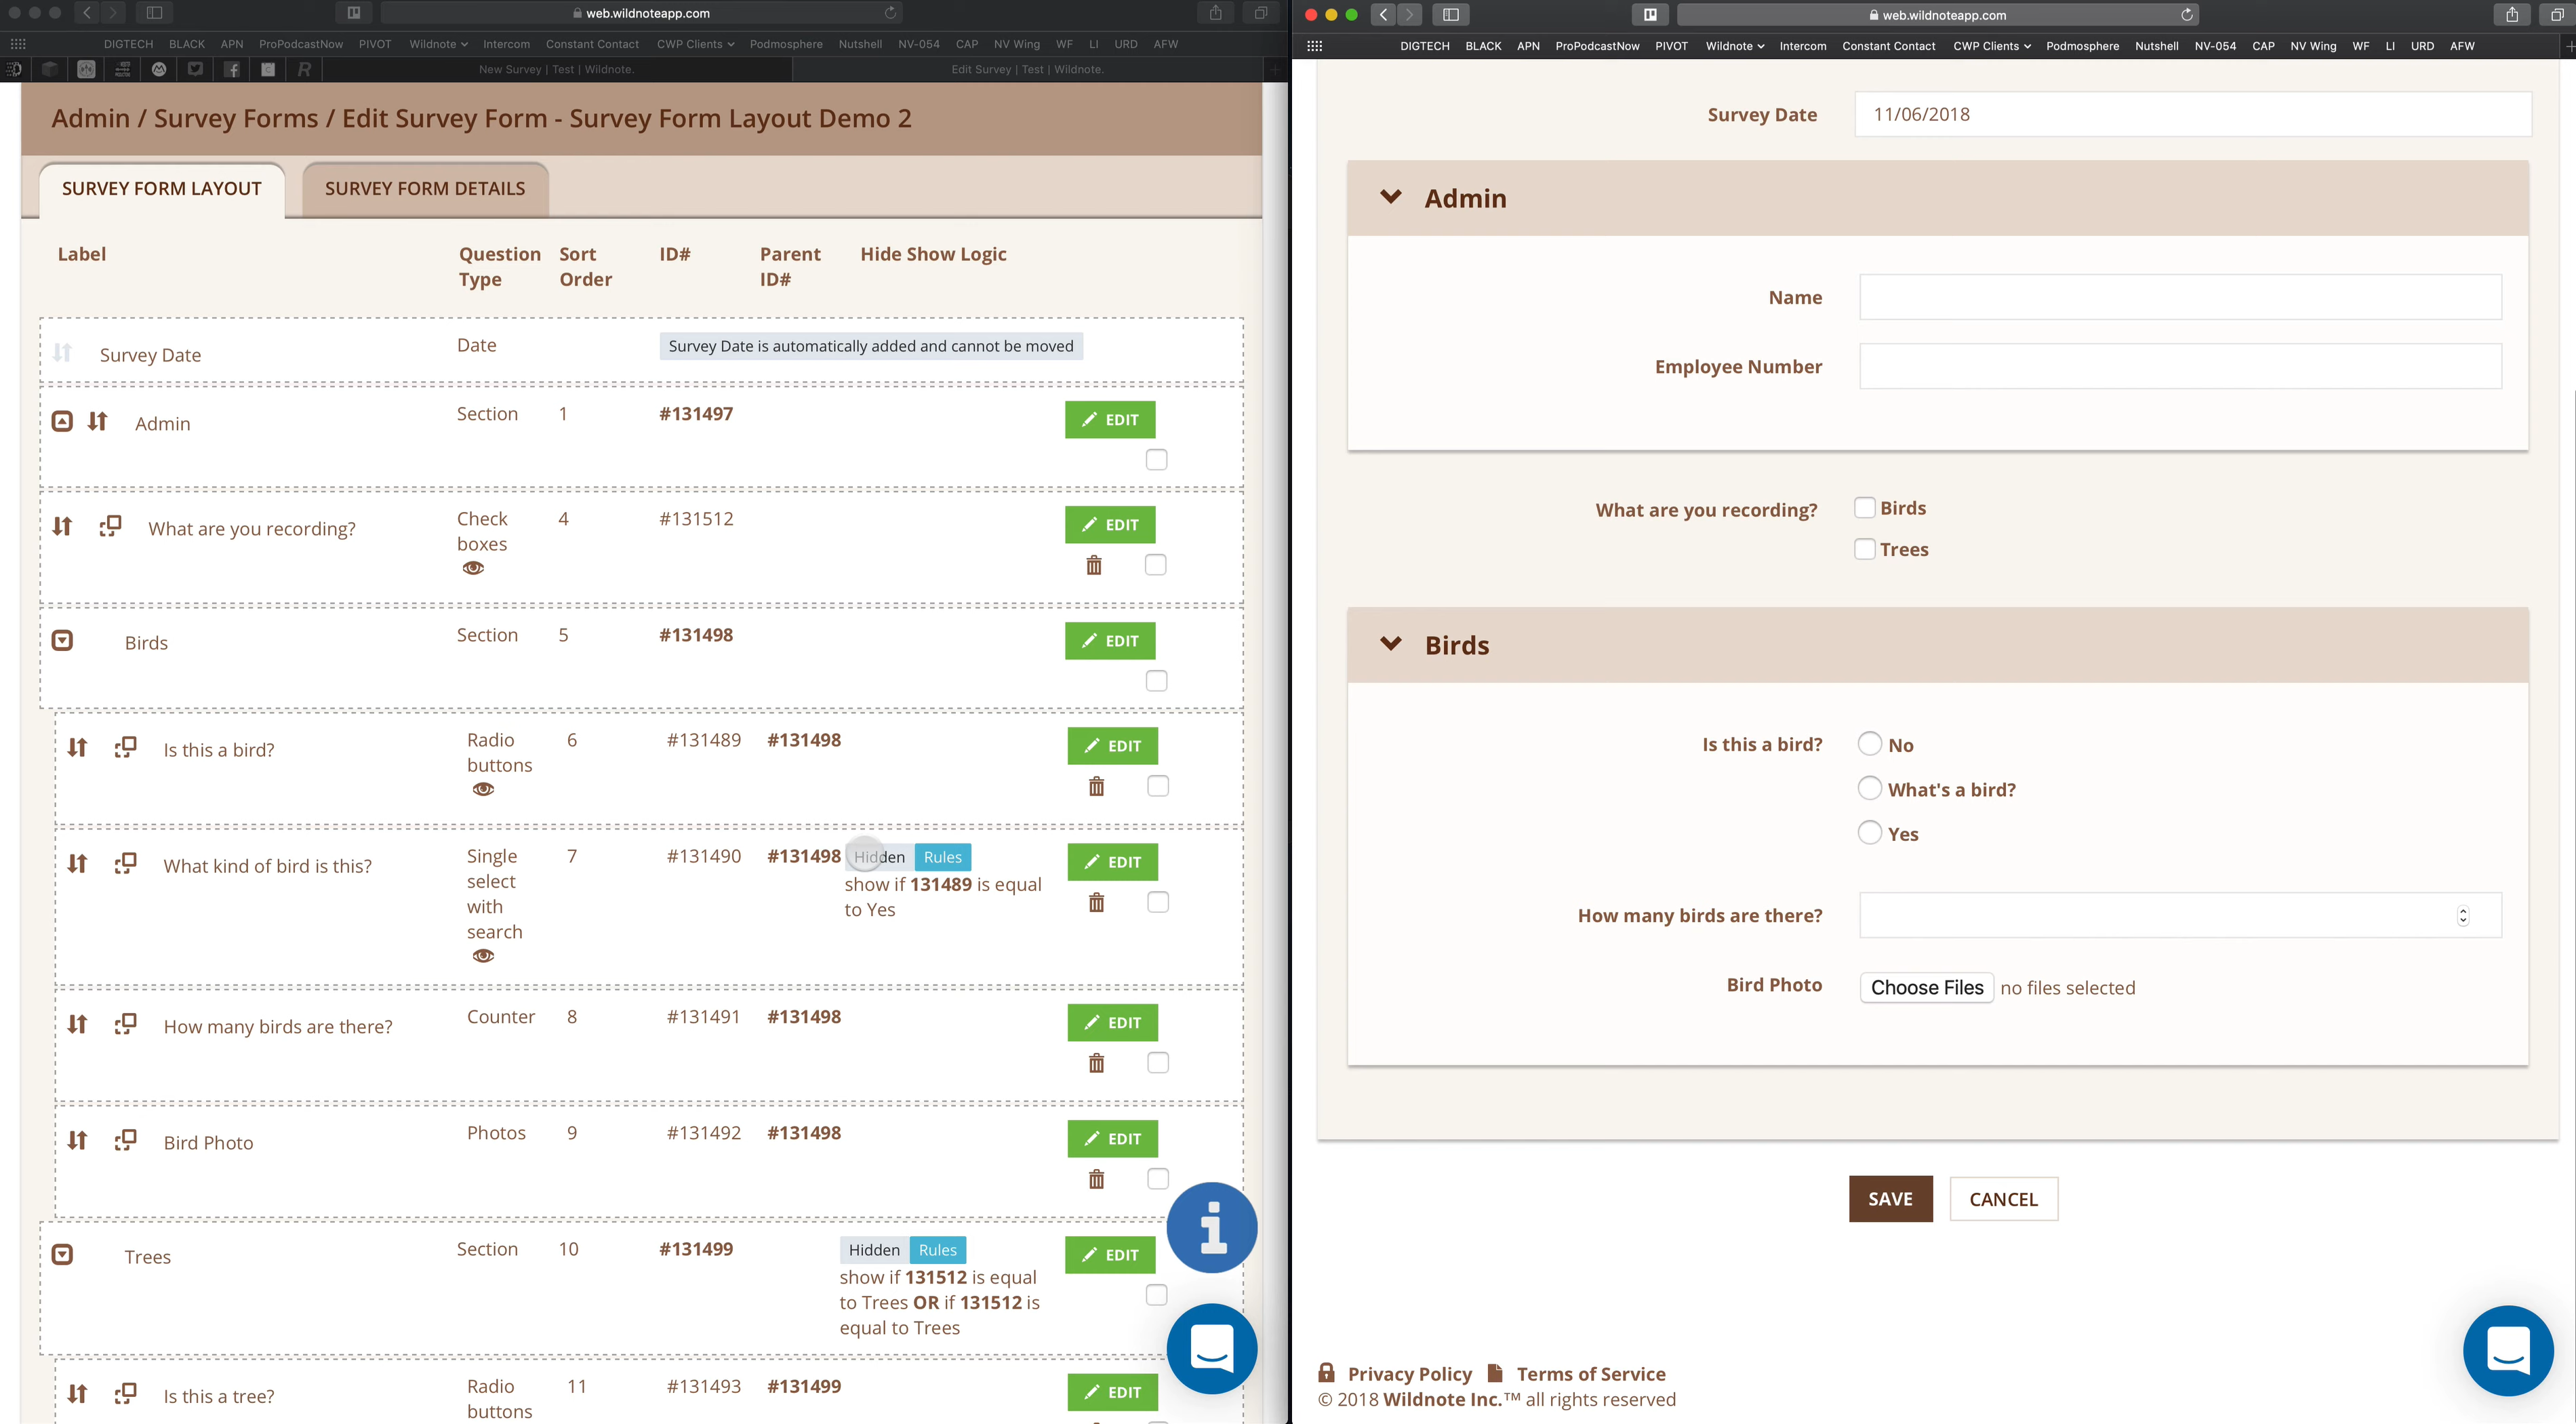 web.wildnoteapp.com
DIGTECH BLACK APN ProPodcastNow PIVOT Wildnote Intercom Constant Contact CWP Clients Podmosphere Nutshell NV-054 CAP NV Wing WF LI URD AFW
New Survey | Test | Wildnote.
Edit Survey | Test | Wildnote.
Admin / Survey Forms / Edit Survey Form - Survey Form Layout Demo 2
SURVEY FORM LAYOUT
SURVEY FORM DETAILS
Label Question Type Sort Order ID# Parent ID# Hide Show Logic
Survey Date Date Survey Date is automatically added and cannot be moved
Admin Section 1 #131497 EDIT
What are you recording? Check boxes 4 #131512 EDIT
Birds Section 5 #131498 EDIT
Is this a bird? Radio buttons 6 #131489 #131498 EDIT
What kind of bird is this? Single select with search 7 #131490 #131498 Hidden Rules EDIT
show if 131489 is equal
to Yes
How many birds are there? Counter 8 #131491 #131498 EDIT
Bird Photo Photos 9 #131492 #131498 EDIT
Trees Section 10 #131499 Hidden Rules EDIT
show if 131512 is equal
to Trees OR if 131512 is
equal to Trees
Is this a tree? Radio buttons 11 #131493 #131499 EDIT
web.wildnoteapp.com
DIGTECH BLACK APN ProPodcastNow PIVOT Wildnote Intercom Constant Contact CWP Clients Podmosphere Nutshell NV-054 CAP NV Wing WF LI URD AFW
Survey Date 11/06/2018
Admin
Name
Employee Number
What are you recording? Birds
Trees
Birds
Is this a bird? No
What's a bird?
Yes
How many birds are there?
Bird Photo Choose Files no files selected
SAVE CANCEL
Privacy Policy Terms of Service
© 2018 Wildnote Inc.™ all rights reserved